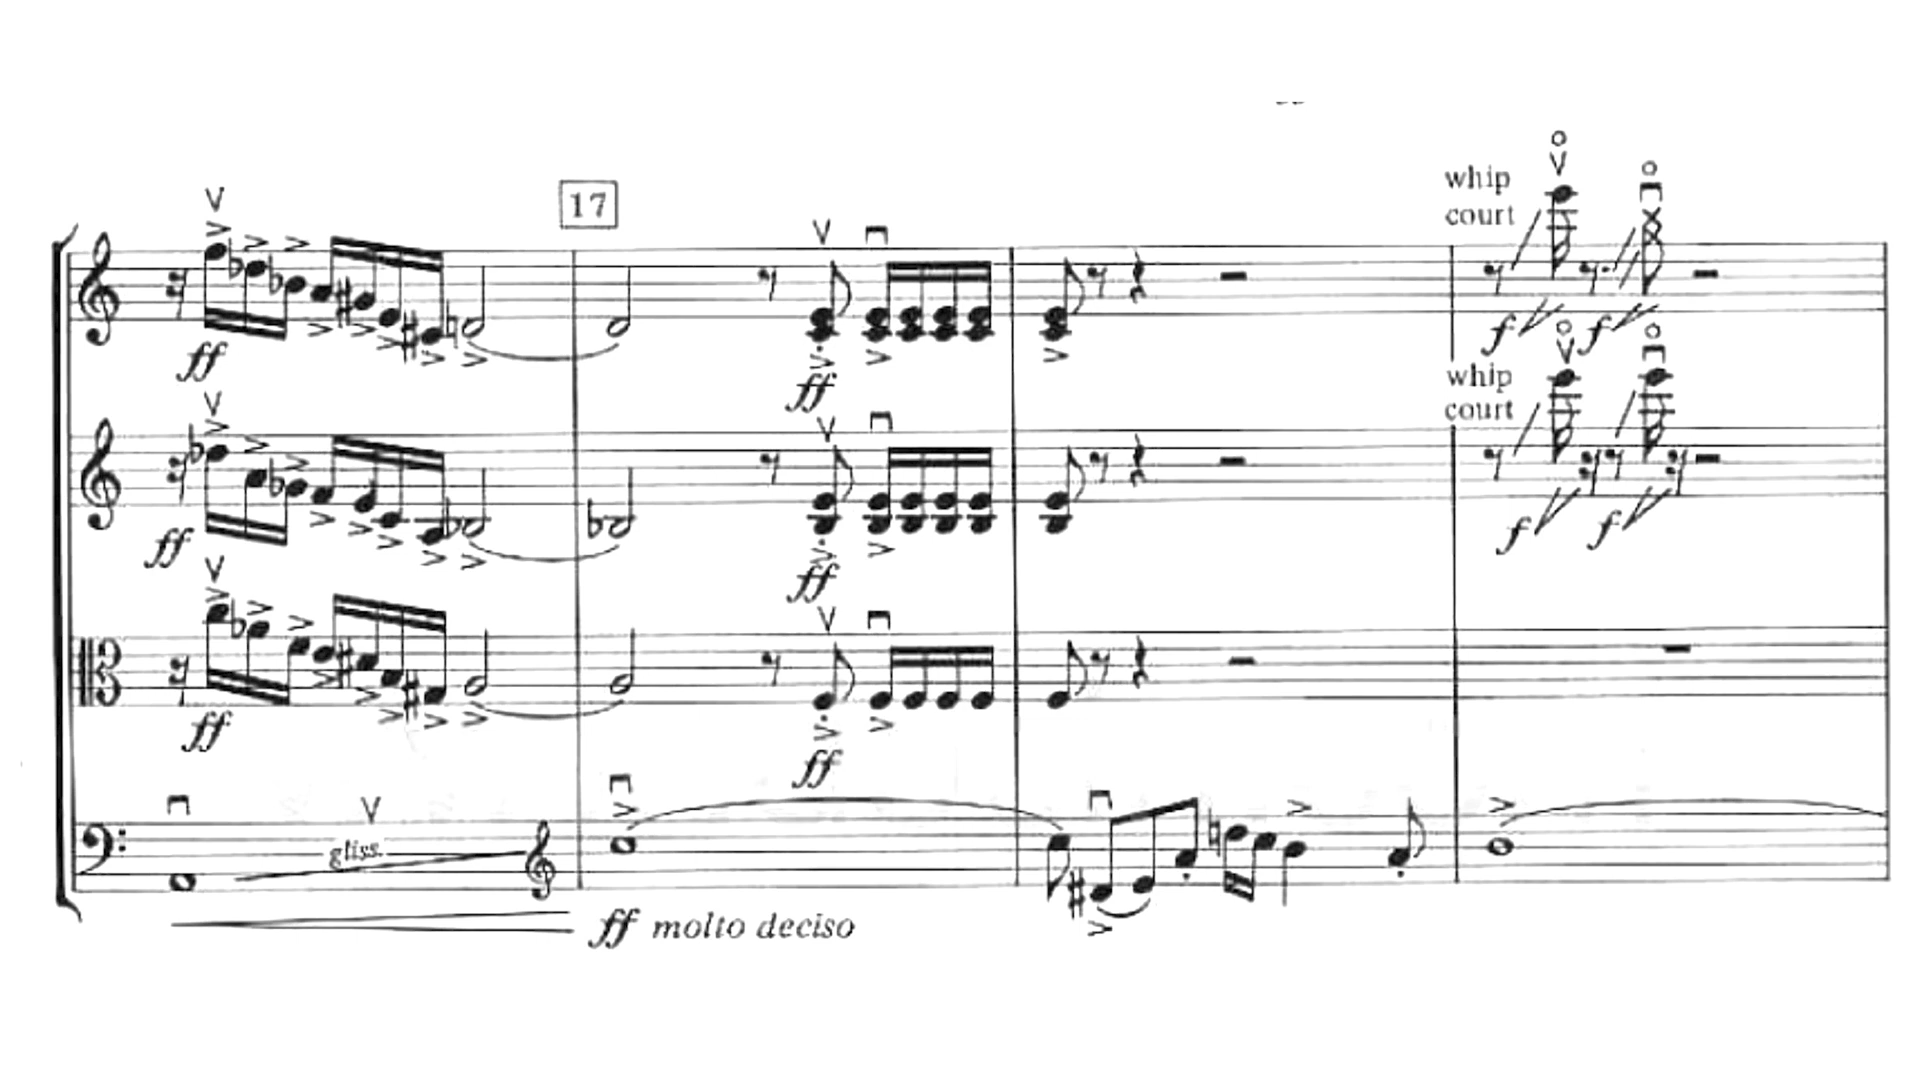 17
whip
court
ff
f f
ff
whip
court
ff
ff
f f
ff
ff
gliss.
ff molto deciso